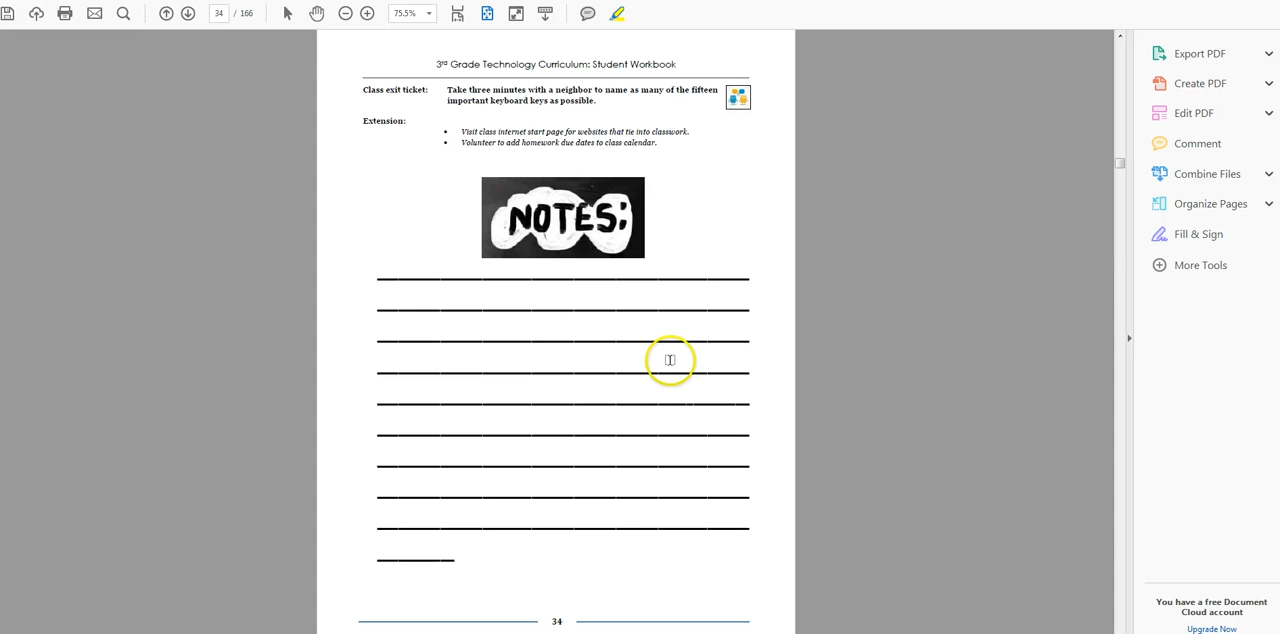 34 / 166
75.5%
3rd Grade Technology Curriculum: Student Workbook
Class exit ticket: Take three minutes with a neighbor to name as many of the fifteen
important keyboard keys as possible.
Extension:
• Visit class internet start page for websites that tie into classwork.
• Volunteer to add homework due dates to class calendar.
NOTES:
34
Export PDF
Create PDF
Edit PDF
Comment
Combine Files
Organize Pages
Fill & Sign
More Tools
You have a free Document
Cloud account
Upgrade Now